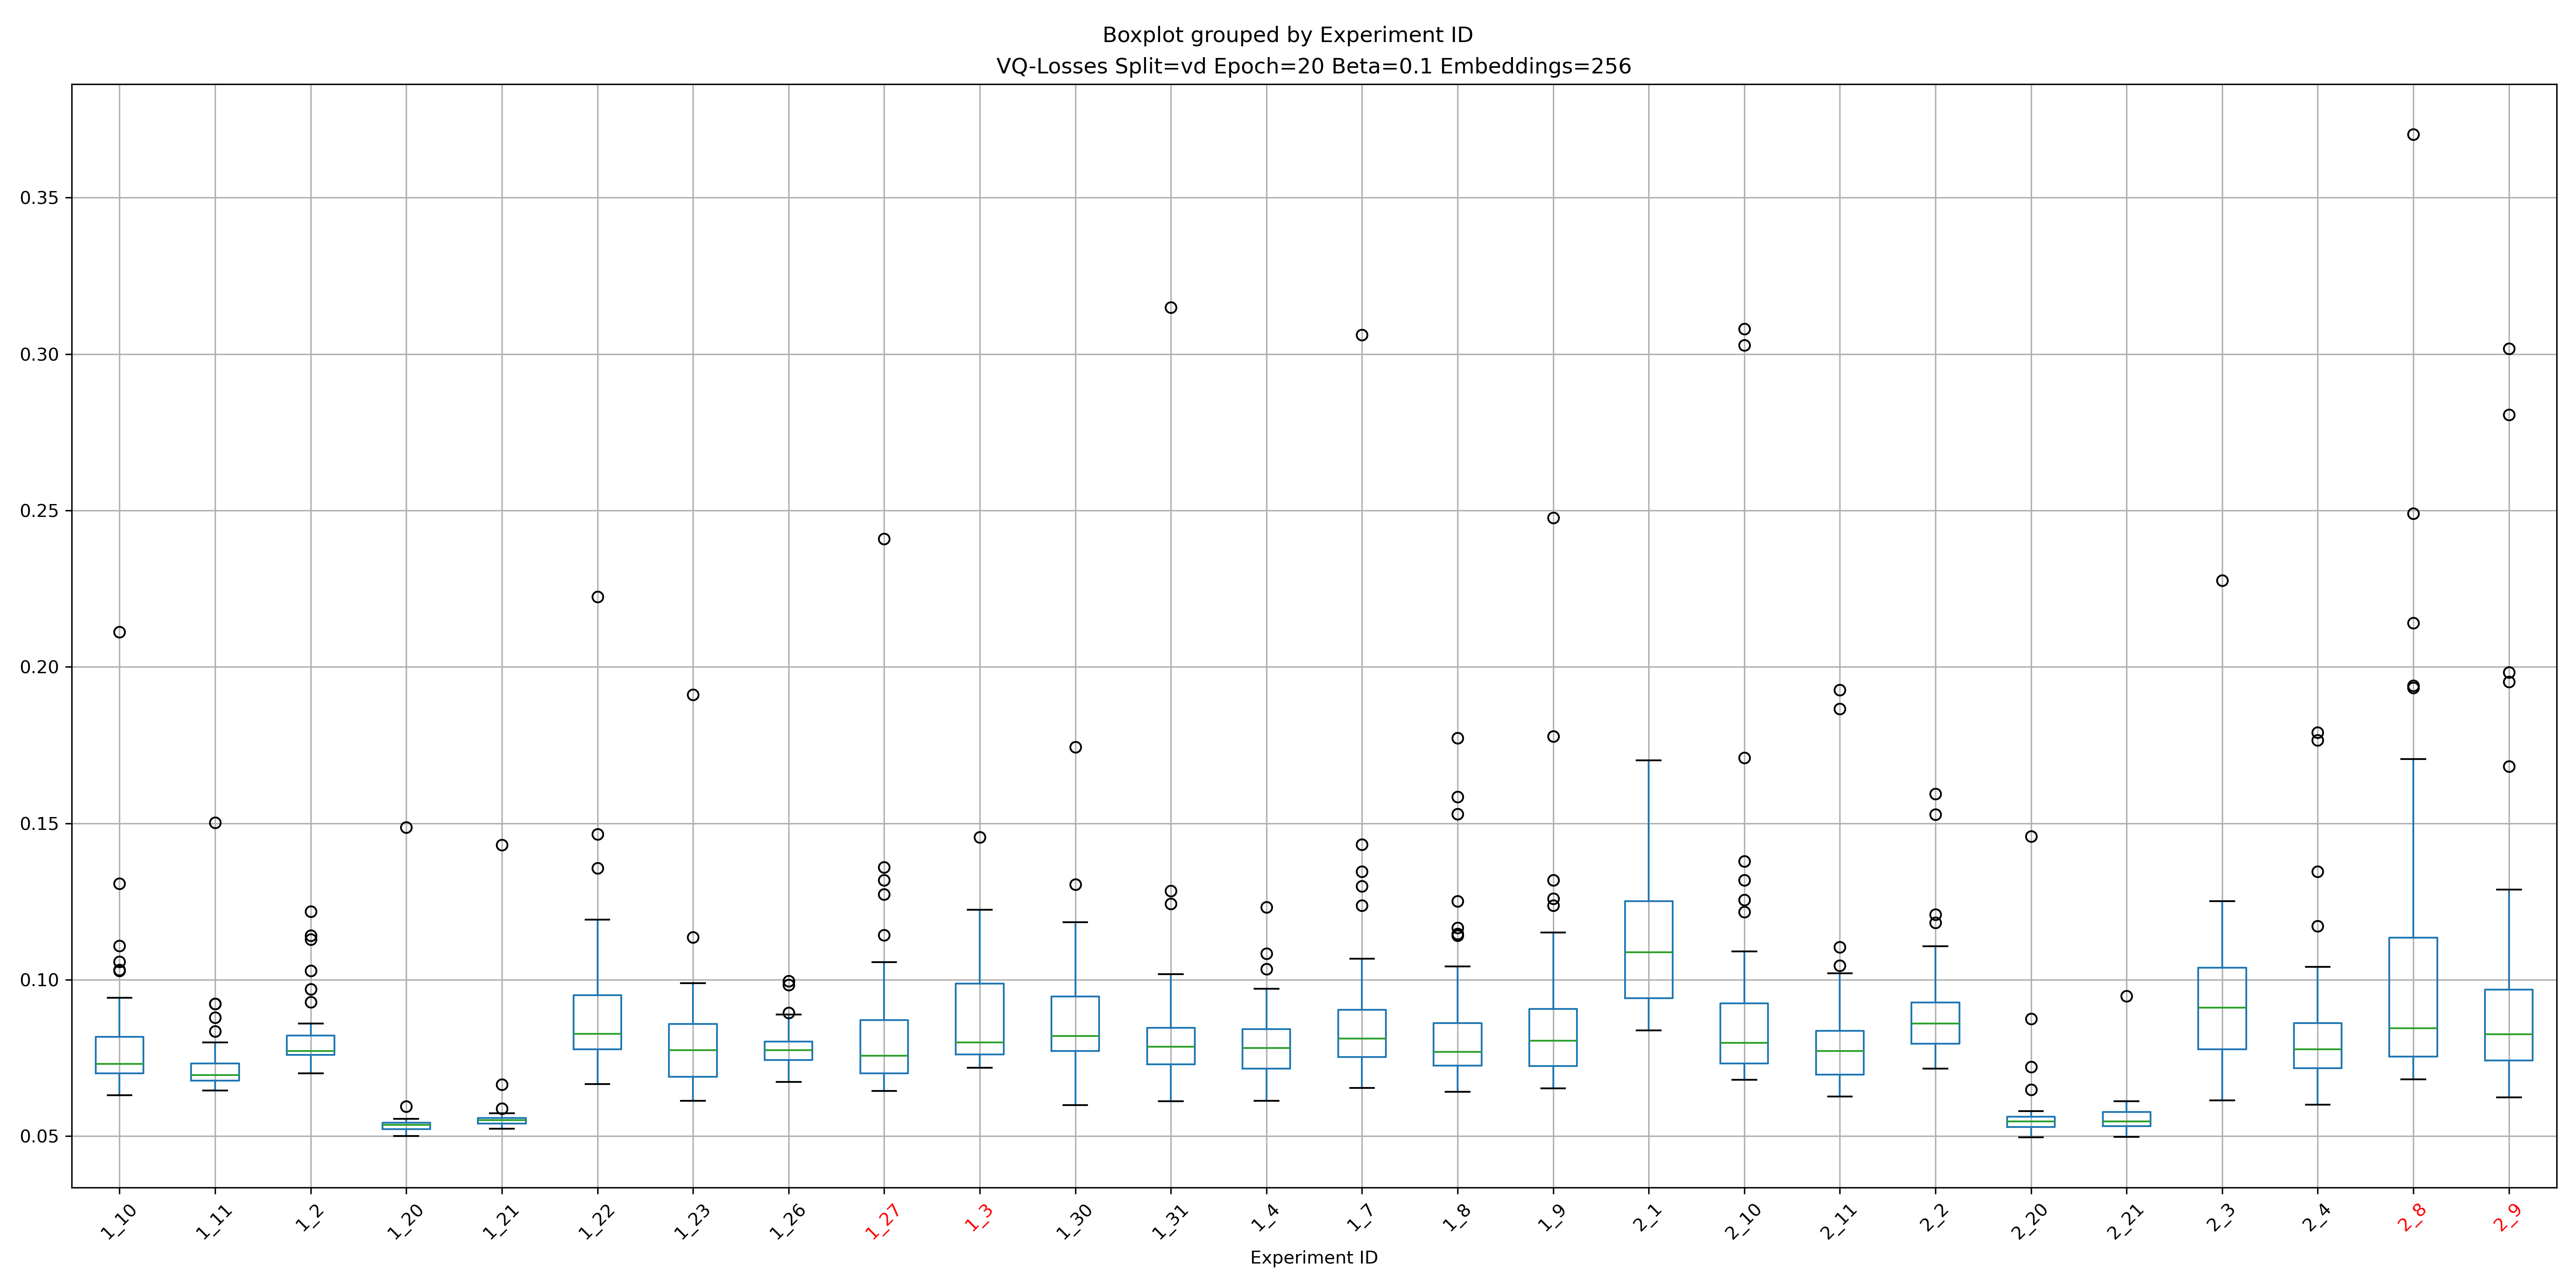 Boxplot grouped by Experiment ID
VQ-Losses Split=vd Epoch=20 Beta=0.1 Embeddings=256
0.35
0.30
0.25
0.20
0.15
0.10
0.05
1_10 1_11 1_2 1_20 1_21 1_22 1_23 1_26 1_27 1_3 1_30 1_31 1_4 1_7 1_8 1_9 2_1 2_10 2_11 2_2 2_20 2_21 2_3 2_4 2_8 2_9
Experiment ID